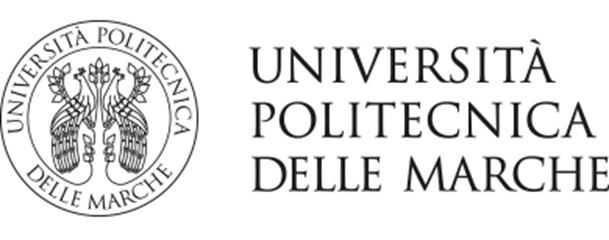 UNIVERSITÀ POLITECNICA
DELLE MARCHE
UNIVERSITÀ
POLITECNICA
DELLE MARCHE